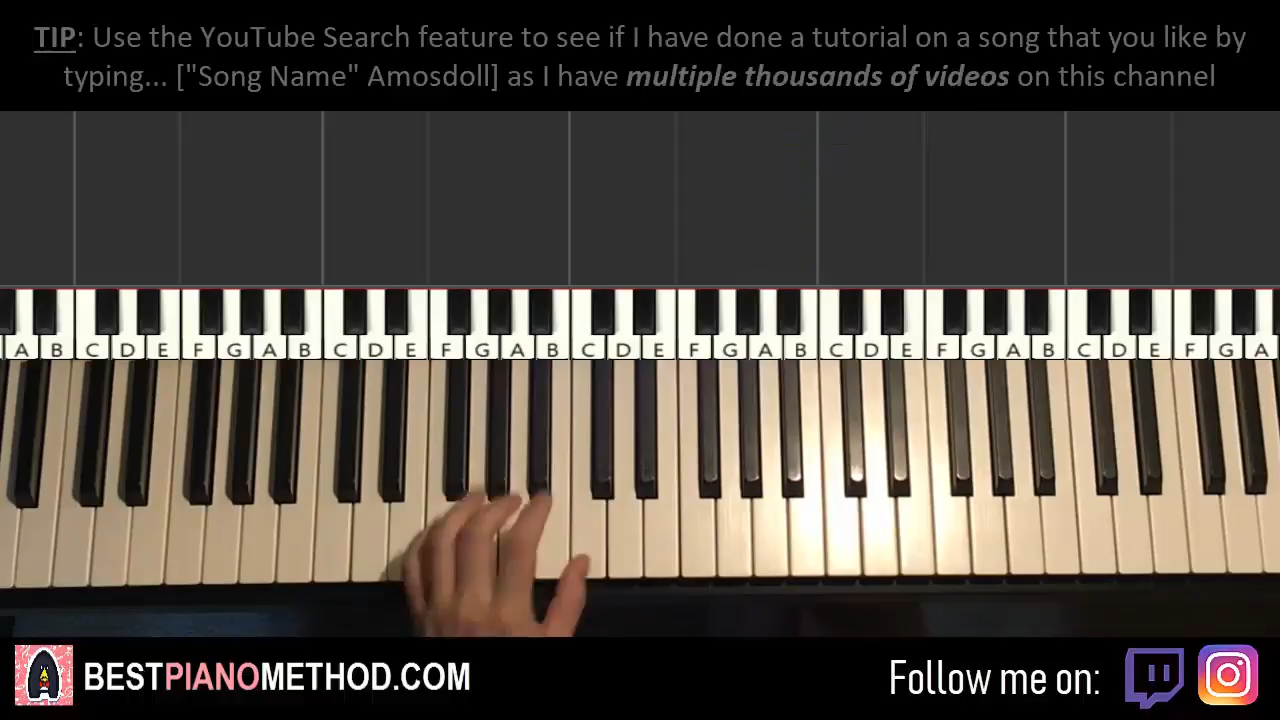 TIP: Use the YouTube Search feature to see if I have done a tutorial on a song that you like by
typing... ["Song Name" Amosdoll] as I have multiple thousands of videos on this channel
A B C D E F G A B C D E F G A B C D E F G A B C D E F G A B C D E F G A
BESTPIANOMETHOD.COM
Follow me on: